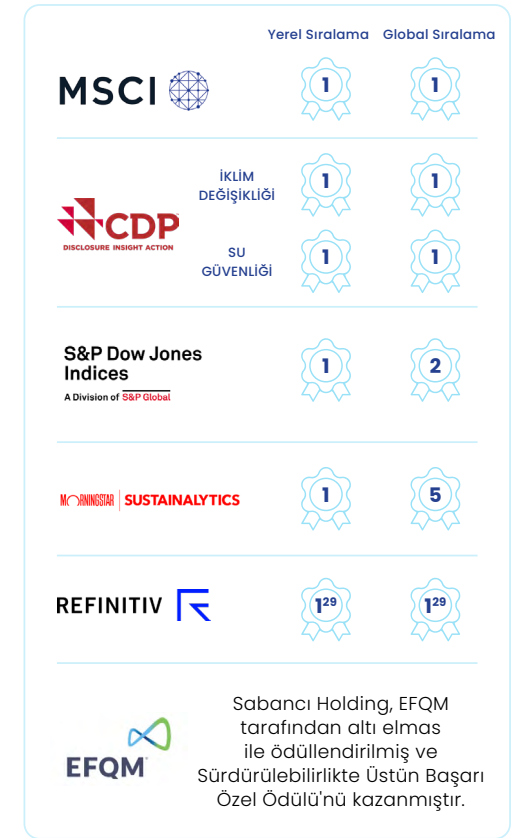 Yerel Sıralama Global Sıralama
MSCI 1 1
İKLİM
DEĞİŞİKLİĞİ 1 1
CDP
DISCLOSURE INSIGHT ACTION
SU
GÜVENLİĞİ 1 1
S&P Dow Jones
Indices
A Division of S&P Global
1 2
MORNINGSTAR | SUSTAINALYTICS 1 5
REFINITIV 1²⁹ 1²⁹
EFQM
Sabancı Holding, EFQM
tarafından altı elmas
ile ödüllendirilmiş ve
Sürdürülebilirlikte Üstün Başarı
Özel Ödülü'nü kazanmıştır.